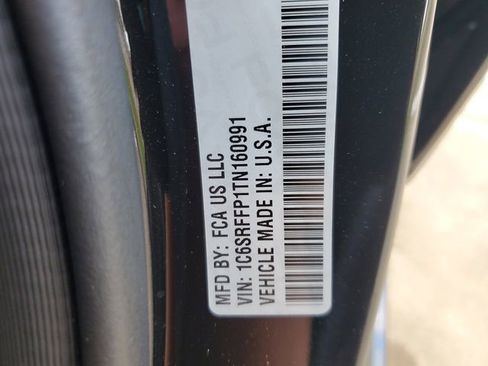 MFD BY: FCA US LLC
VIN: 1C6SRFFP1TN160991
VEHICLE MADE IN: U.S.A.